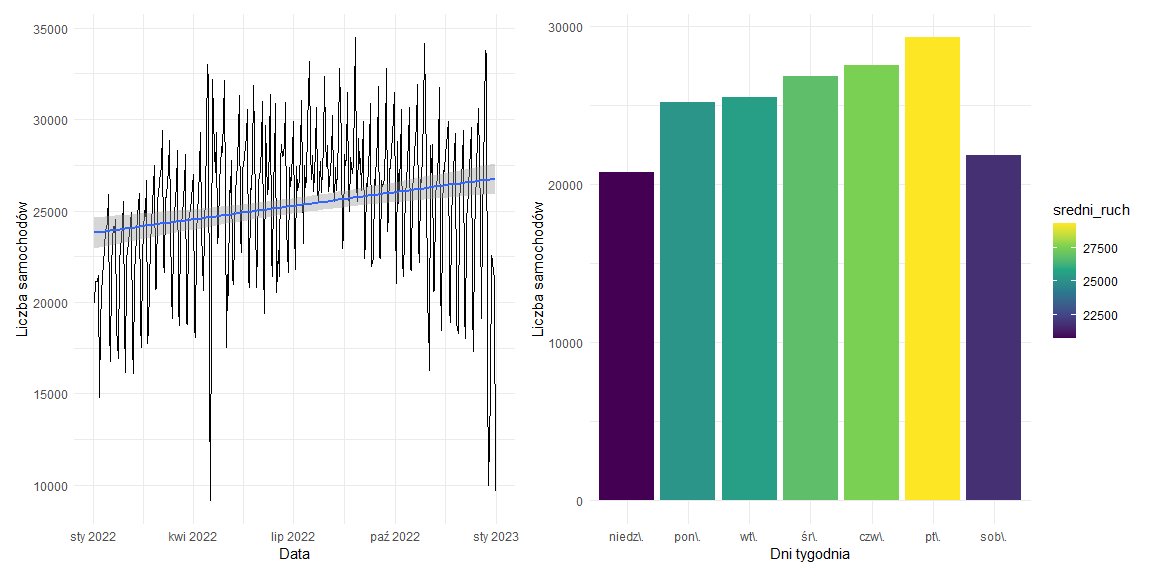 35000
30000
25000
20000
15000
10000
Liczba samochodów
sty 2022
kwi 2022
lip 2022
paź 2022
sty 2023
Data
30000
20000
10000
0
Liczba samochodów
niedz\.
pon\.
wt\.
śr\.
czw\.
pt\.
sob\.
Dni tygodnia
sredni_ruch
27500
25000
22500